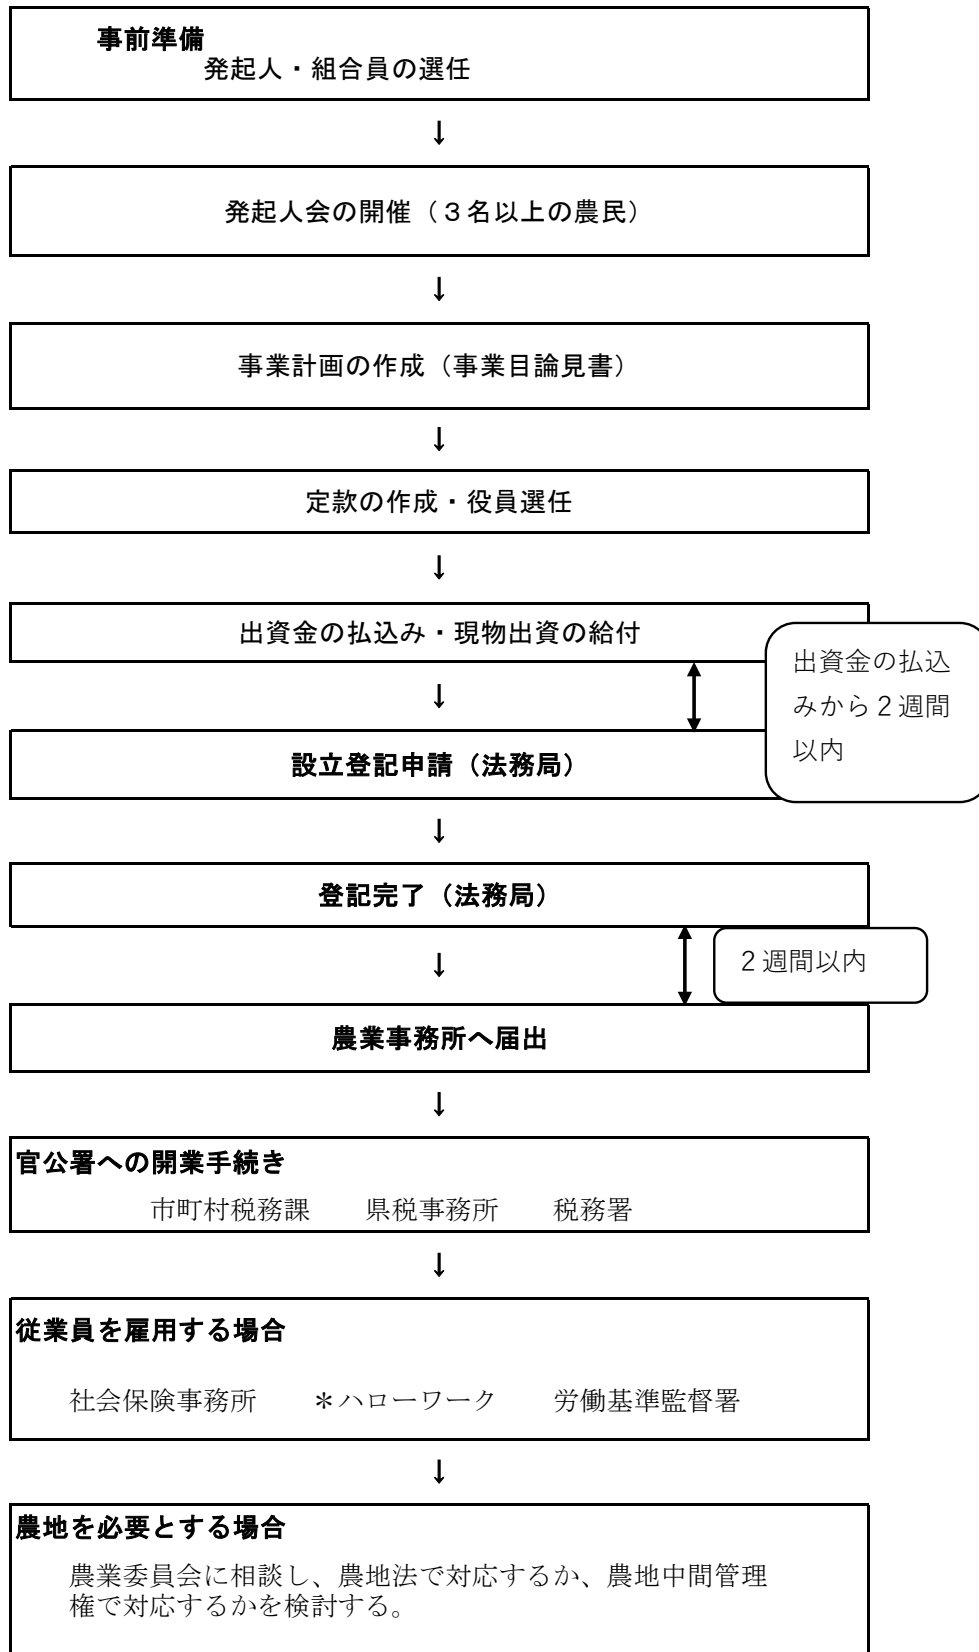 事前準備
発起人・組合員の選任
↓
発起人会の開催（３名以上の農民）
↓
事業計画の作成（事業目論見書）
↓
定款の作成・役員選任
↓
出資金の払込み・現物出資の給付
出資金の払込
みから２週間
以内
↓
設立登記申請（法務局）
↓
登記完了（法務局）
↓
２週間以内
農業事務所へ届出
↓
官公署への開業手続き
市町村税務課　　県税事務所　　税務署
↓
従業員を雇用する場合
社会保険事務所　　＊ハローワーク　　労働基準監督署
↓
農地を必要とする場合
農業委員会に相談し、農地法で対応するか、農地中間管理
権で対応するかを検討する。